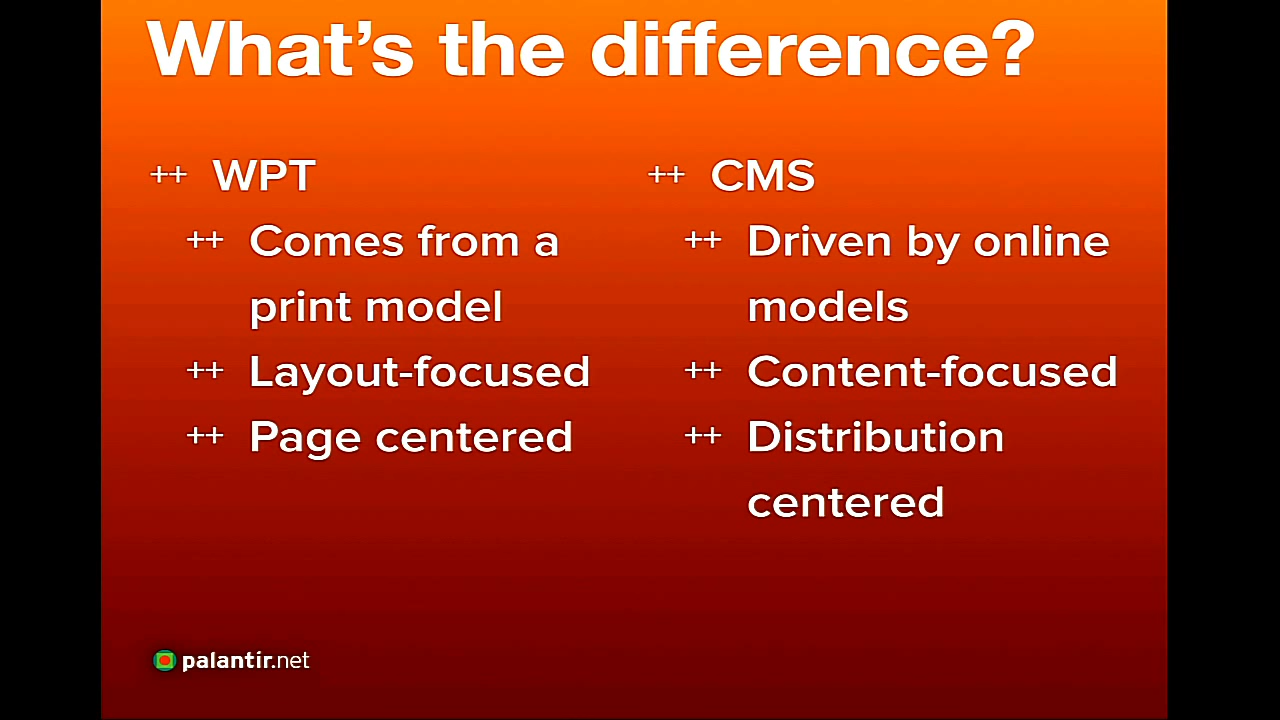 What's the difference?
++ WPT
++ Comes from a
print model
++ Layout-focused
++ Page centered
++ CMS
++ Driven by online
models
++ Content-focused
++ Distribution
centered
palantir.net